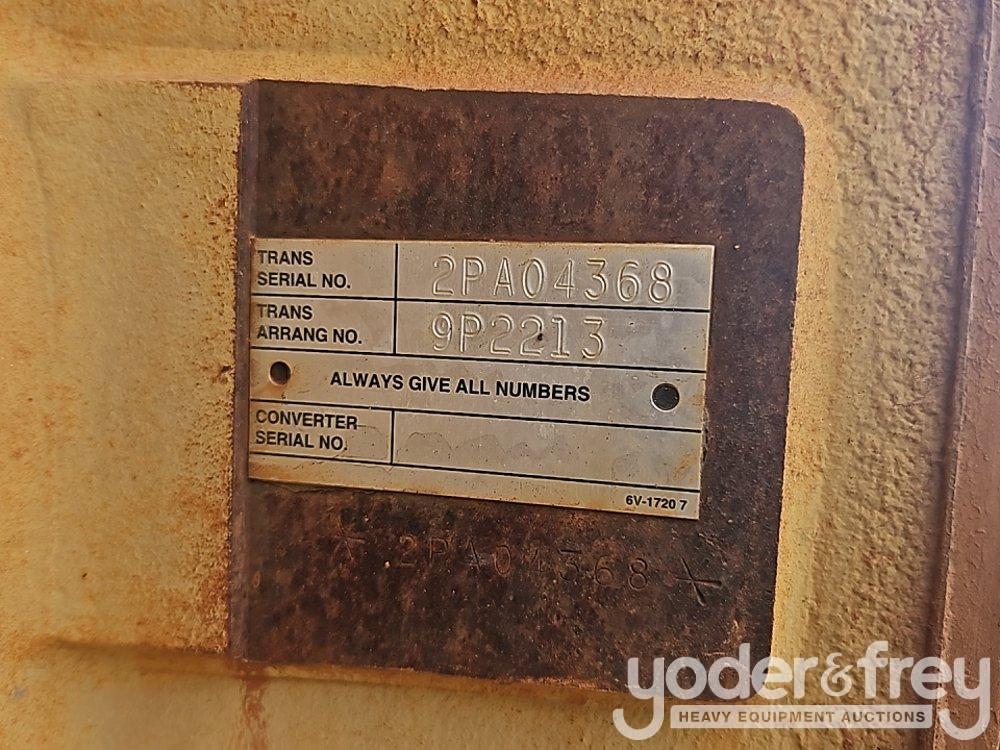 TRANS
SERIAL NO. 2PA04368
TRANS
ARRANG NO. 9P2213
ALWAYS GIVE ALL NUMBERS
CONVERTER
SERIAL NO.
6V-1720 7
* 2PA04368 *
yoder&frey
HEAVY EQUIPMENT AUCTIONS